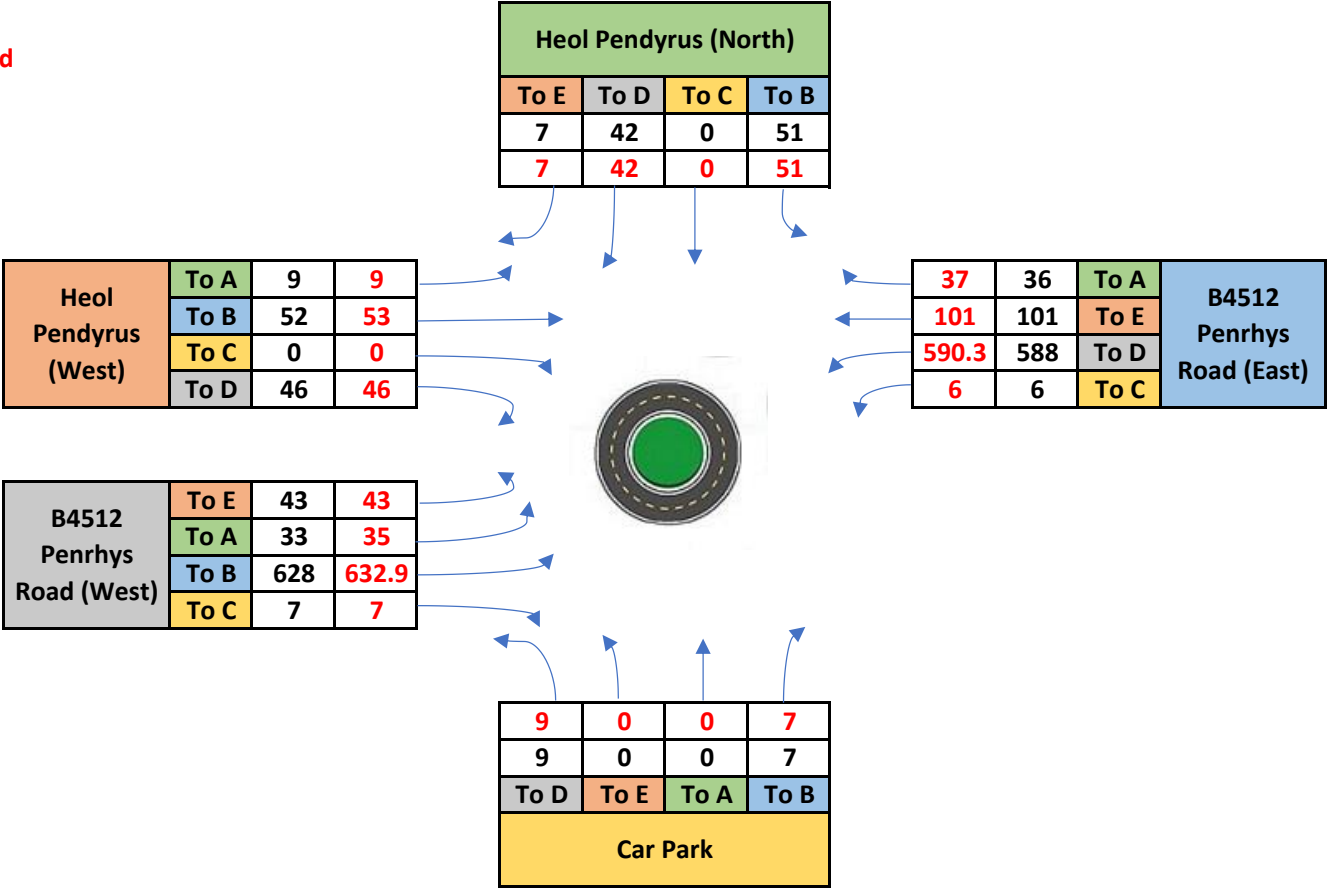 Heol Pendyrus (North)
d
To E To D To C To B
7 42 0 51
7 42 0 51
Heol
Pendyrus
(West)
To A 9 9
To B 52 53
To C 0 0
To D 46 46
37 36 To A
101 101 To E
590.3 588 To D
6 6 To C
B4512
Penrhys
Road (East)
B4512
Penrhys
Road (West)
To E 43 43
To A 33 35
To B 628 632.9
To C 7 7
9 0 0 7
9 0 0 7
To D To E To A To B
Car Park